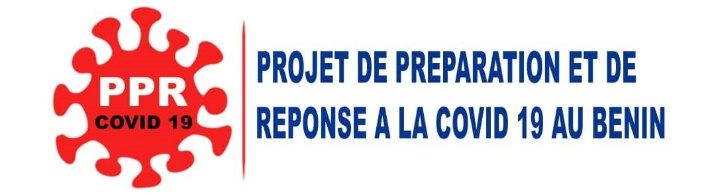 PPR
COVID 19
PROJET DE PREPARATION ET DE
REPONSE A LA COVID 19 AU BENIN